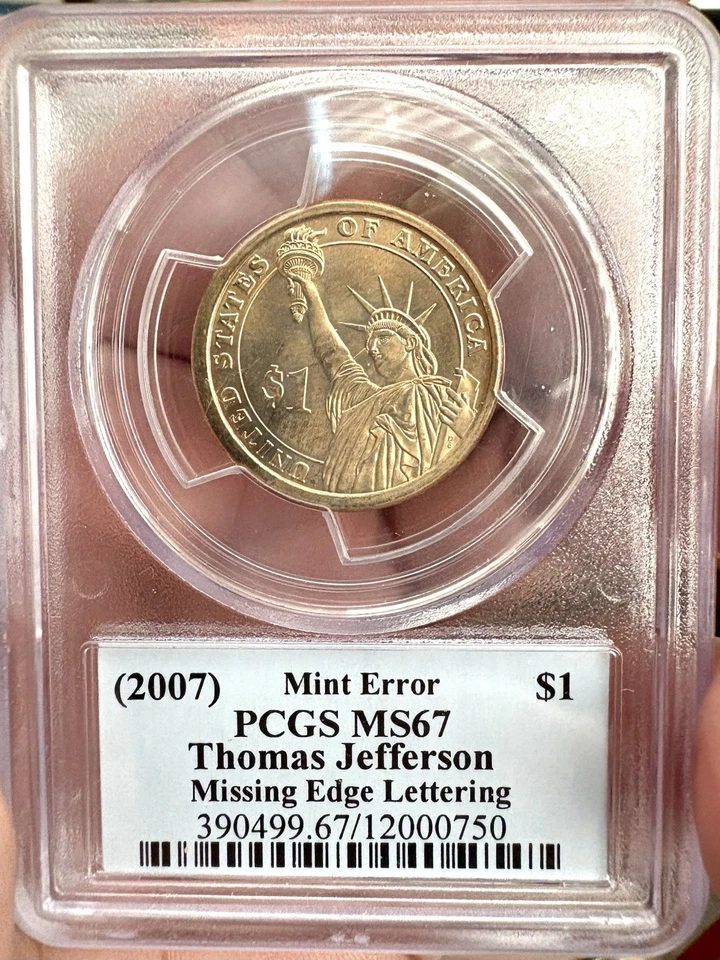 UNITED STATES OF AMERICA
$1
(2007) Mint Error $1
PCGS MS67
Thomas Jefferson
Missing Edge Lettering
390499.67/12000750